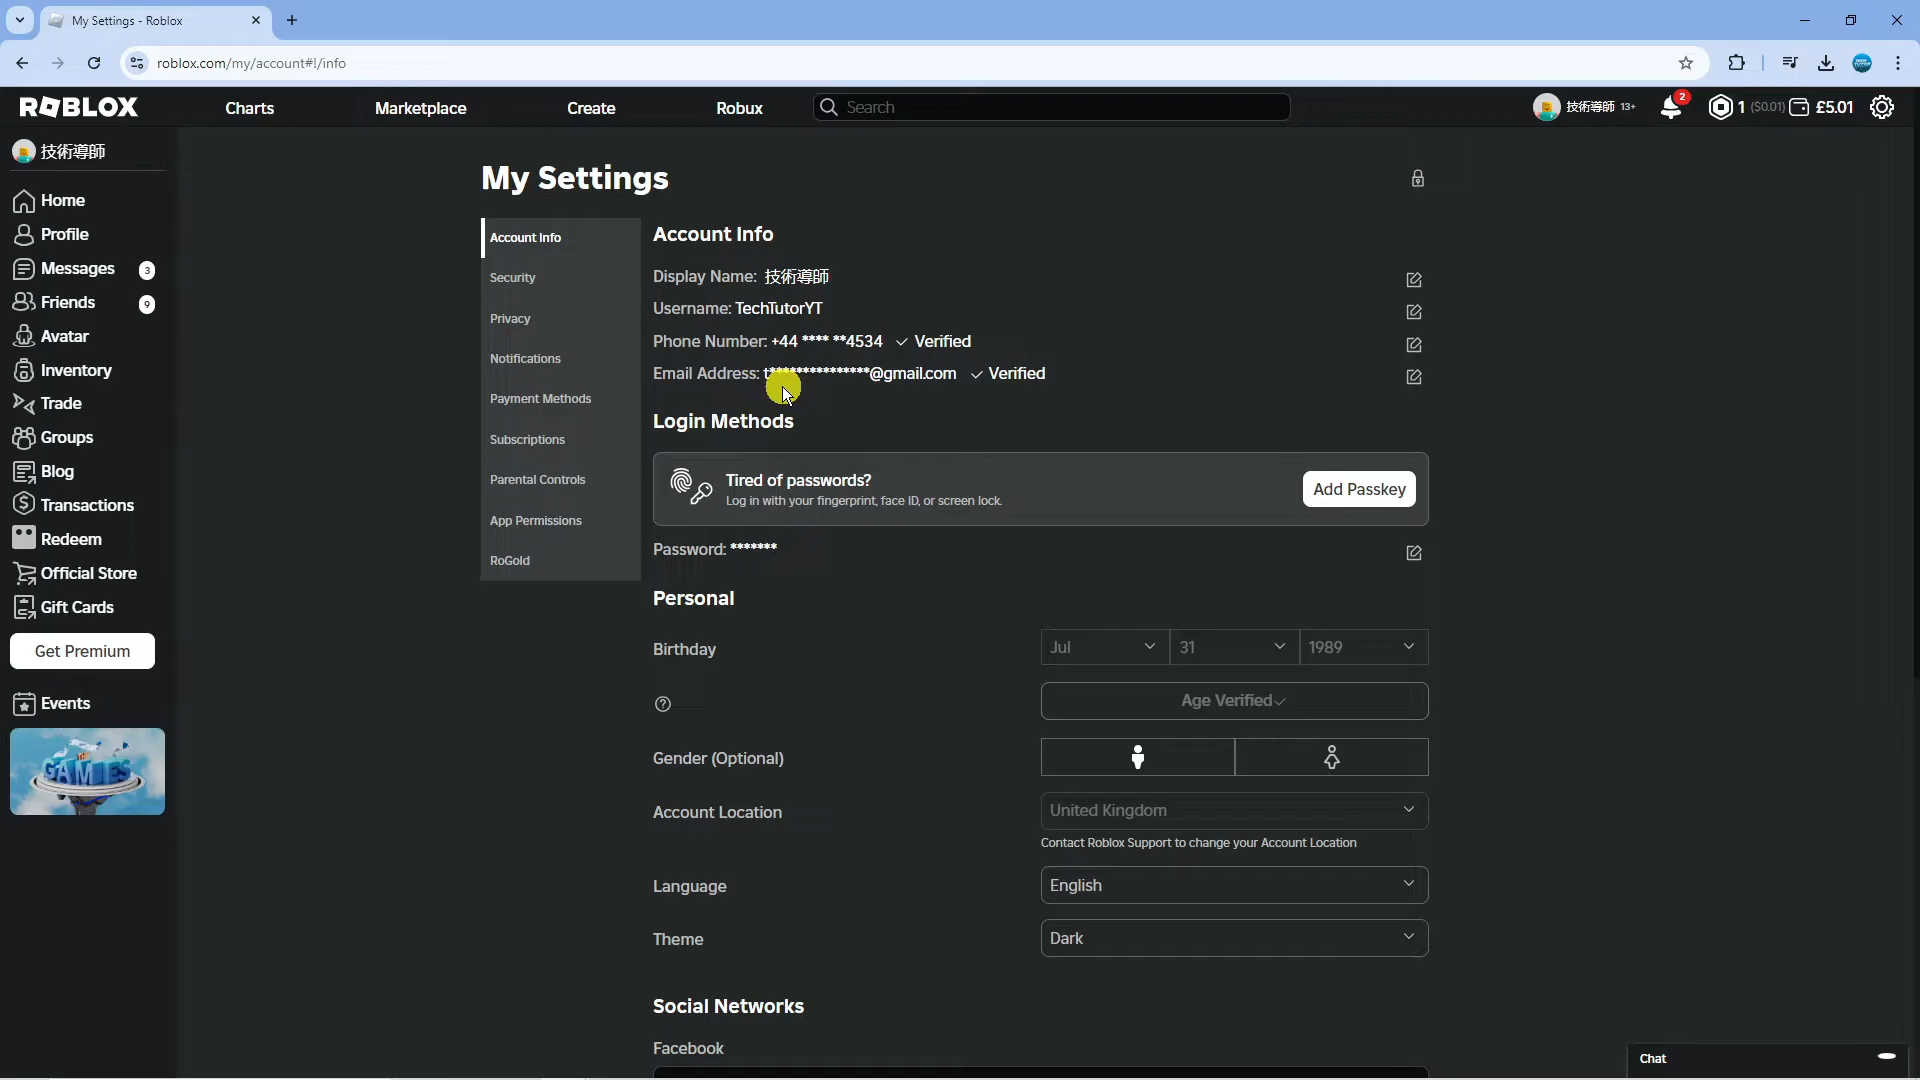 My Settings - Roblox
roblox.com/my/account#!/info
ROBLOX
Charts
Marketplace
Create
Robux
Search
技術導師 13+
2
1 ($0.01)
£5.01
技術導師
Home
Profile
Messages 3
Friends 9
Avatar
Inventory
Trade
Groups
Blog
Transactions
Redeem
Official Store
Gift Cards
Get Premium
Events
GAMES
My Settings
Account Info
Security
Privacy
Notifications
Payment Methods
Subscriptions
Parental Controls
App Permissions
RoGold
Account Info
Display Name: 技術導師
Username: TechTutorYT
Phone Number: +44 **** **4534 ✓ Verified
Email Address: t***************@gmail.com ✓ Verified
Login Methods
Tired of passwords?
Log in with your fingerprint, face ID, or screen lock.
Add Passkey
Password: *******
Personal
Birthday
Jul
31
1989
Age Verified✓
Gender (Optional)
Account Location
United Kingdom
Contact Roblox Support to change your Account Location
Language
English
Theme
Dark
Social Networks
Facebook
Chat